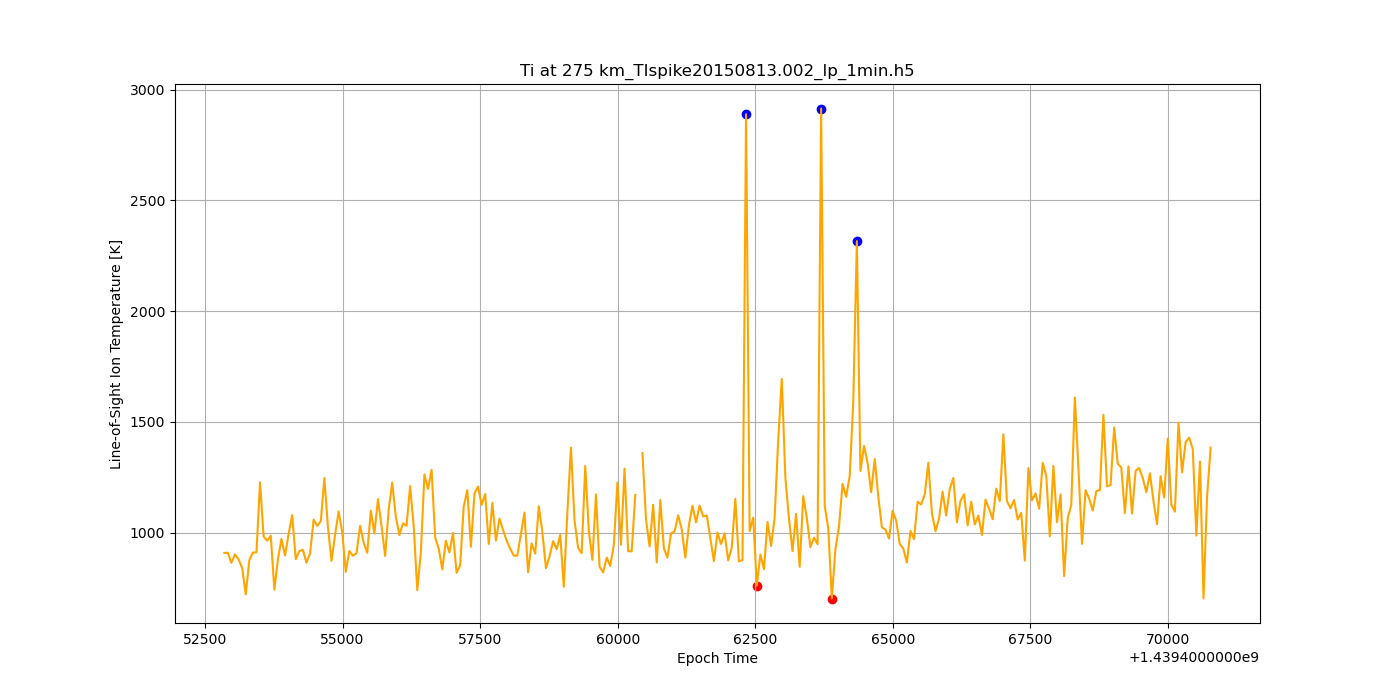 Ti at 275 km_TIspike20150813.002_lp_1min.h5
Line-of-Sight Ion Temperature [K]
3000
2500
2000
1500
1000
52500 55000 57500 60000 62500 65000 67500 70000
Epoch Time
+1.4394000000e9